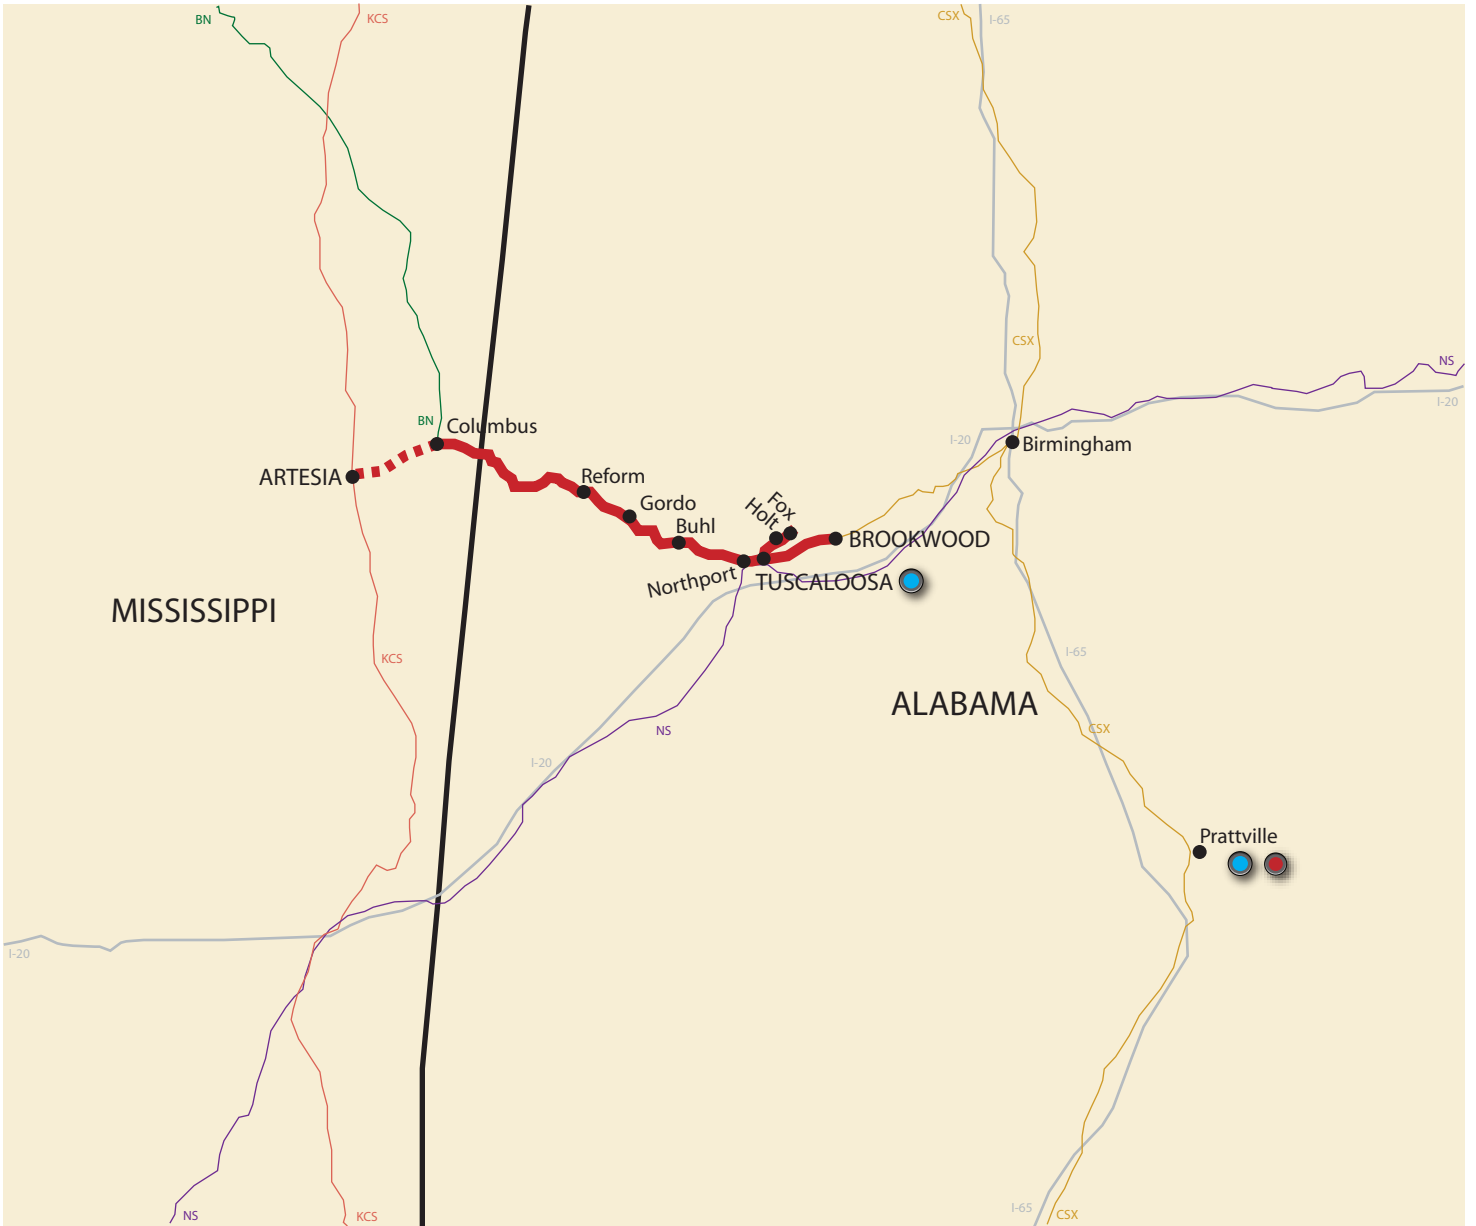 BN
KCS
CSX
I-65
CSX
NS
I-20
BN
Columbus
I-20
Birmingham
ARTESIA
Reform
Gordo
Fox
Holt
Buhl
BROOKWOOD
Northport
TUSCALOOSA
MISSISSIPPI
KCS
I-65
ALABAMA
NS
CSX
I-20
Prattville
I-20
NS
KCS
I-65
CSX